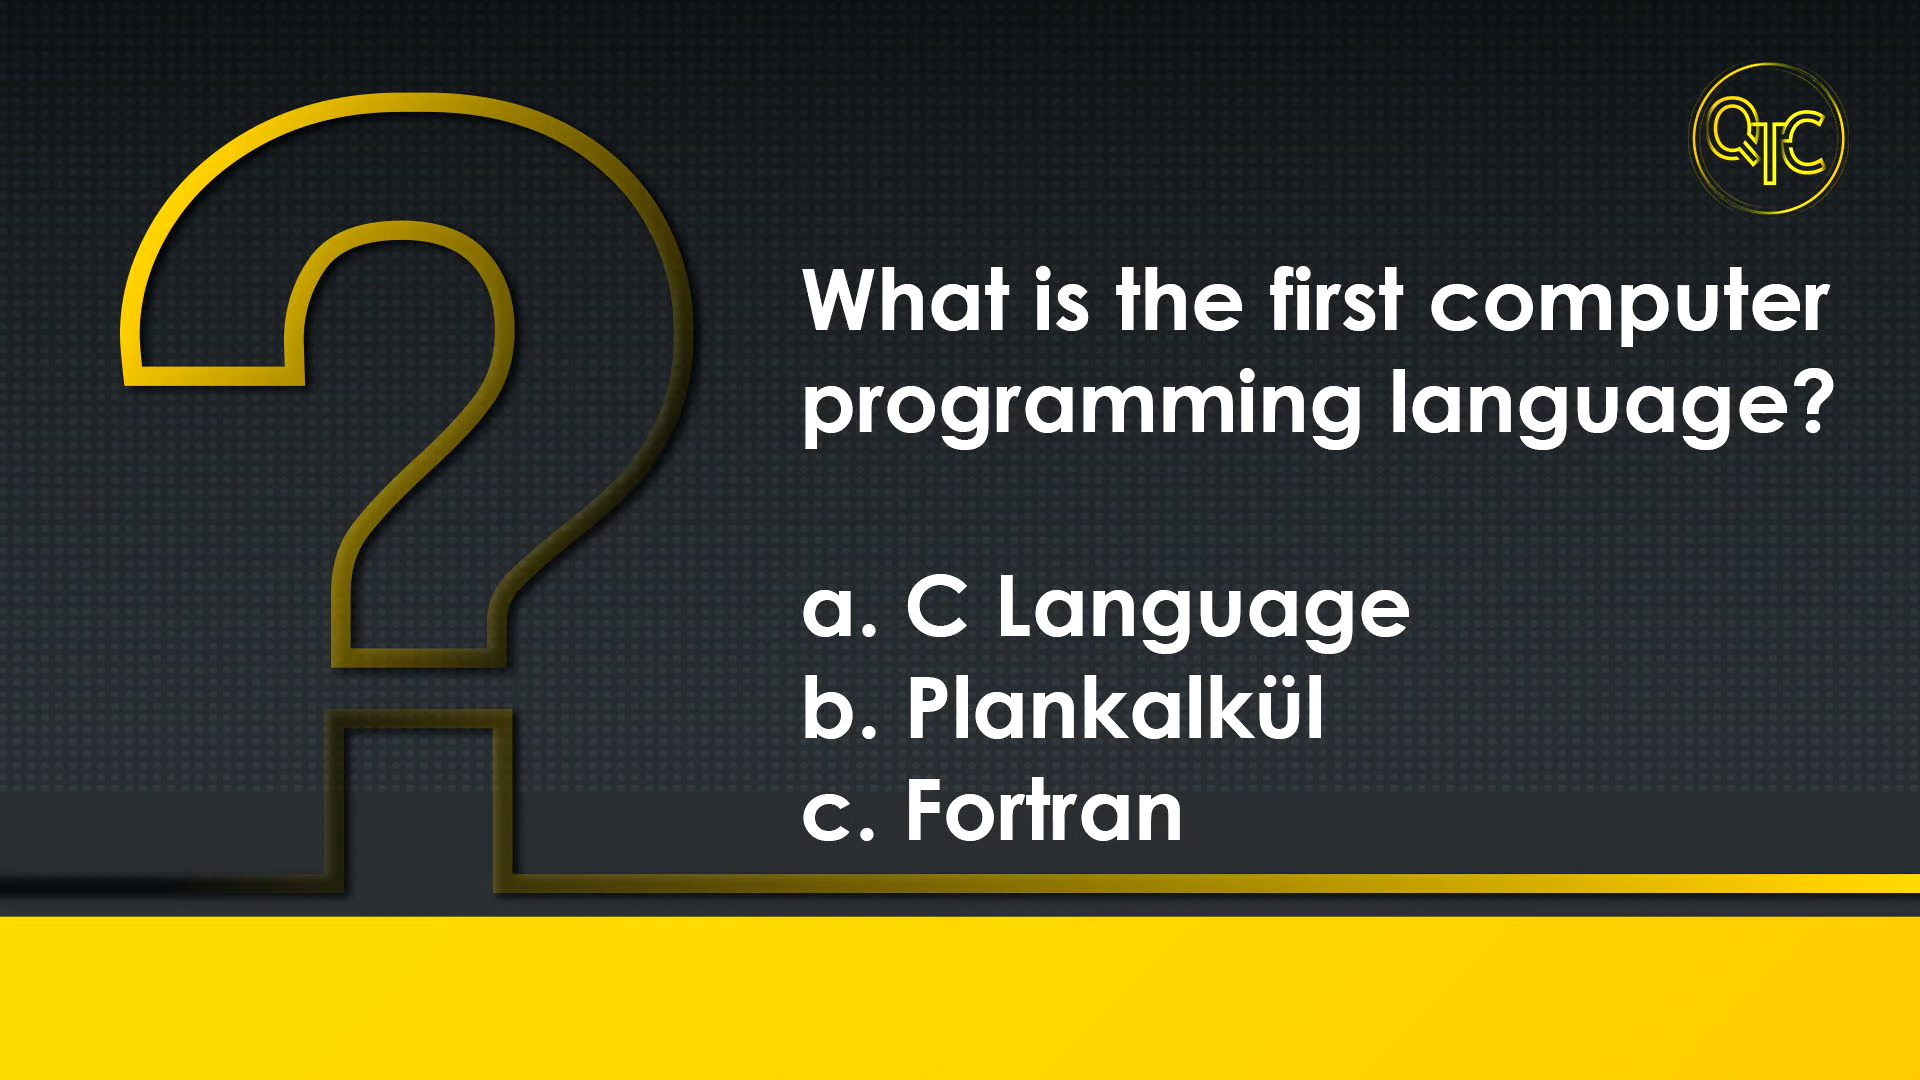 QTC
What is the first computer
programming language?
a. C Language
b. Plankalkül
c. Fortran